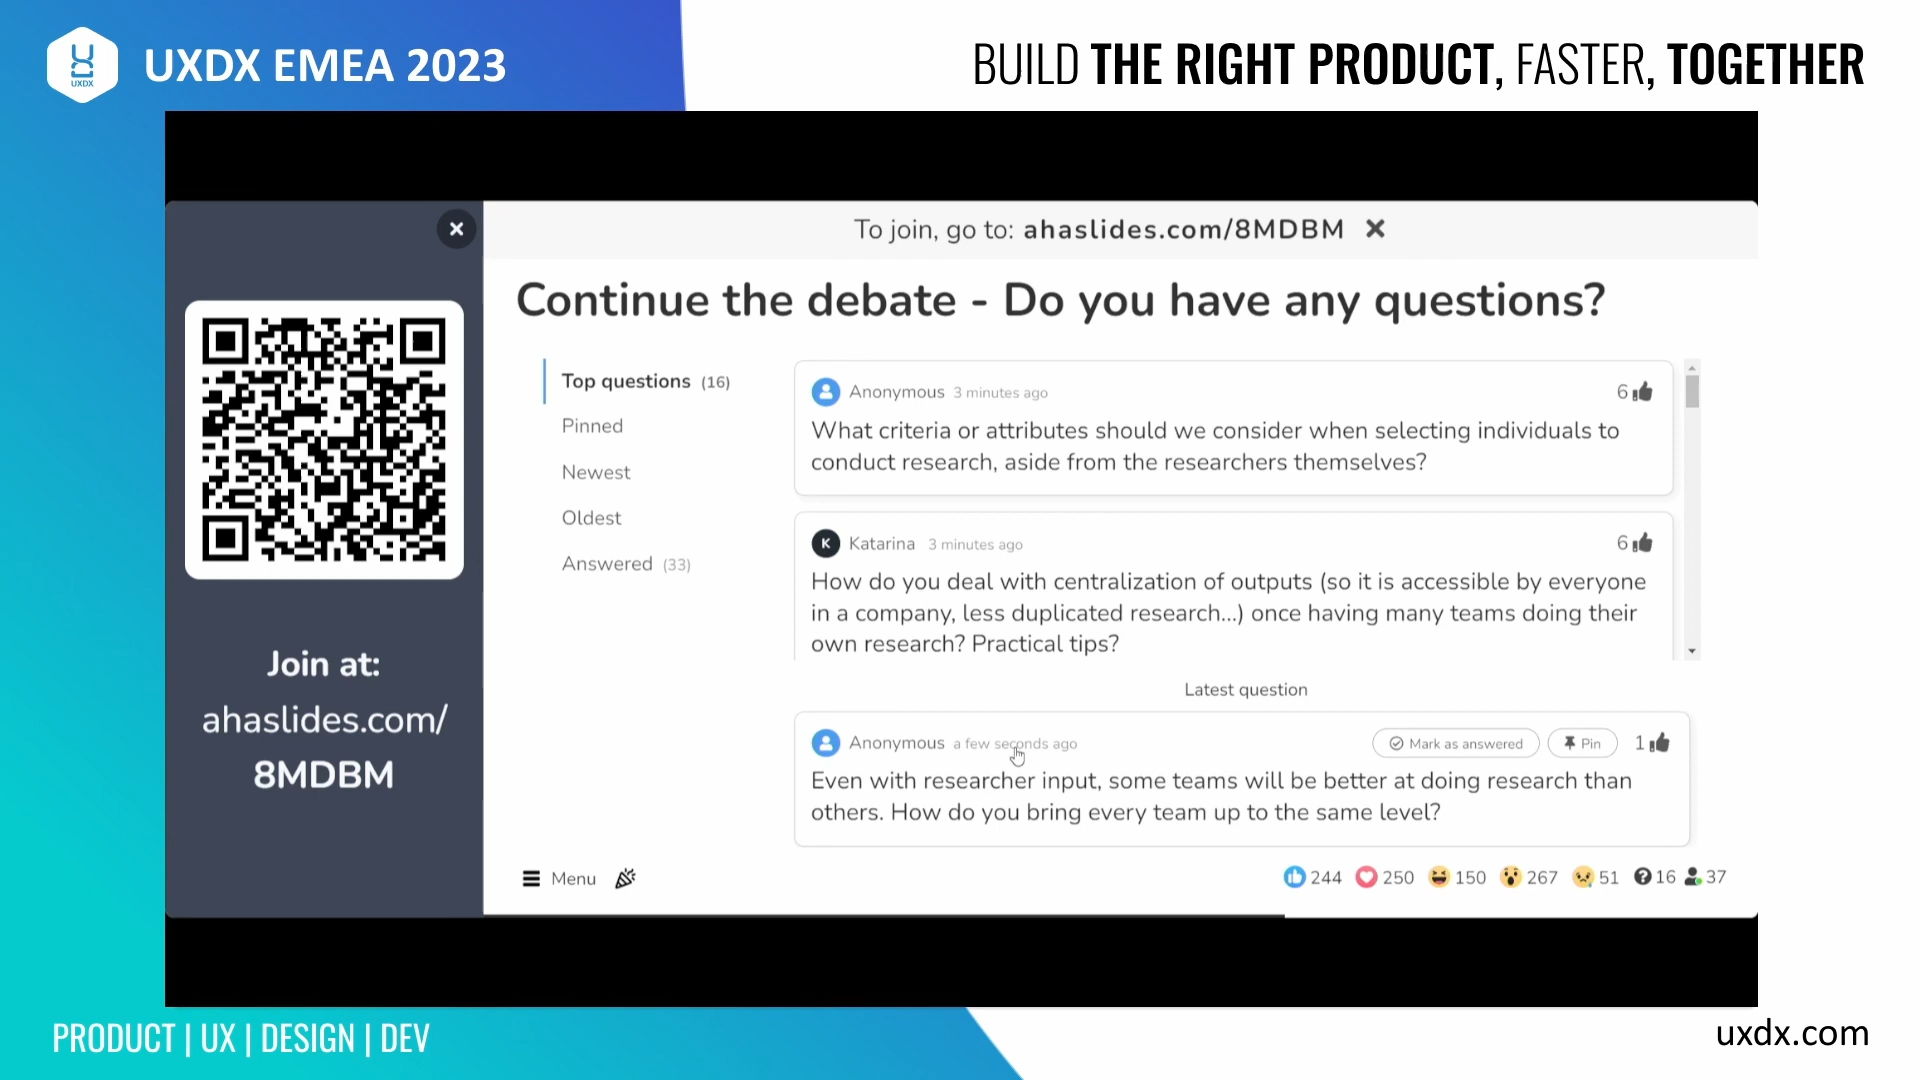 UXDX
UXDX EMEA 2023
BUILD THE RIGHT PRODUCT, FASTER, TOGETHER
To join, go to: ahaslides.com/8MDBM
Continue the debate - Do you have any questions?
Top questions (16)
Pinned
Newest
Oldest
Answered (33)
Anonymous 3 minutes ago 6
What criteria or attributes should we consider when selecting individuals to
conduct research, aside from the researchers themselves?
K Katarina 3 minutes ago 6
How do you deal with centralization of outputs (so it is accessible by everyone
in a company, less duplicated research...) once having many teams doing their
own research? Practical tips?
Latest question
Anonymous a few seconds ago Mark as answered Pin 1
Even with researcher input, some teams will be better at doing research than
others. How do you bring every team up to the same level?
Join at:
ahaslides.com/
8MDBM
Menu
244 250 150 267 51 16 37
PRODUCT | UX | DESIGN | DEV
uxdx.com